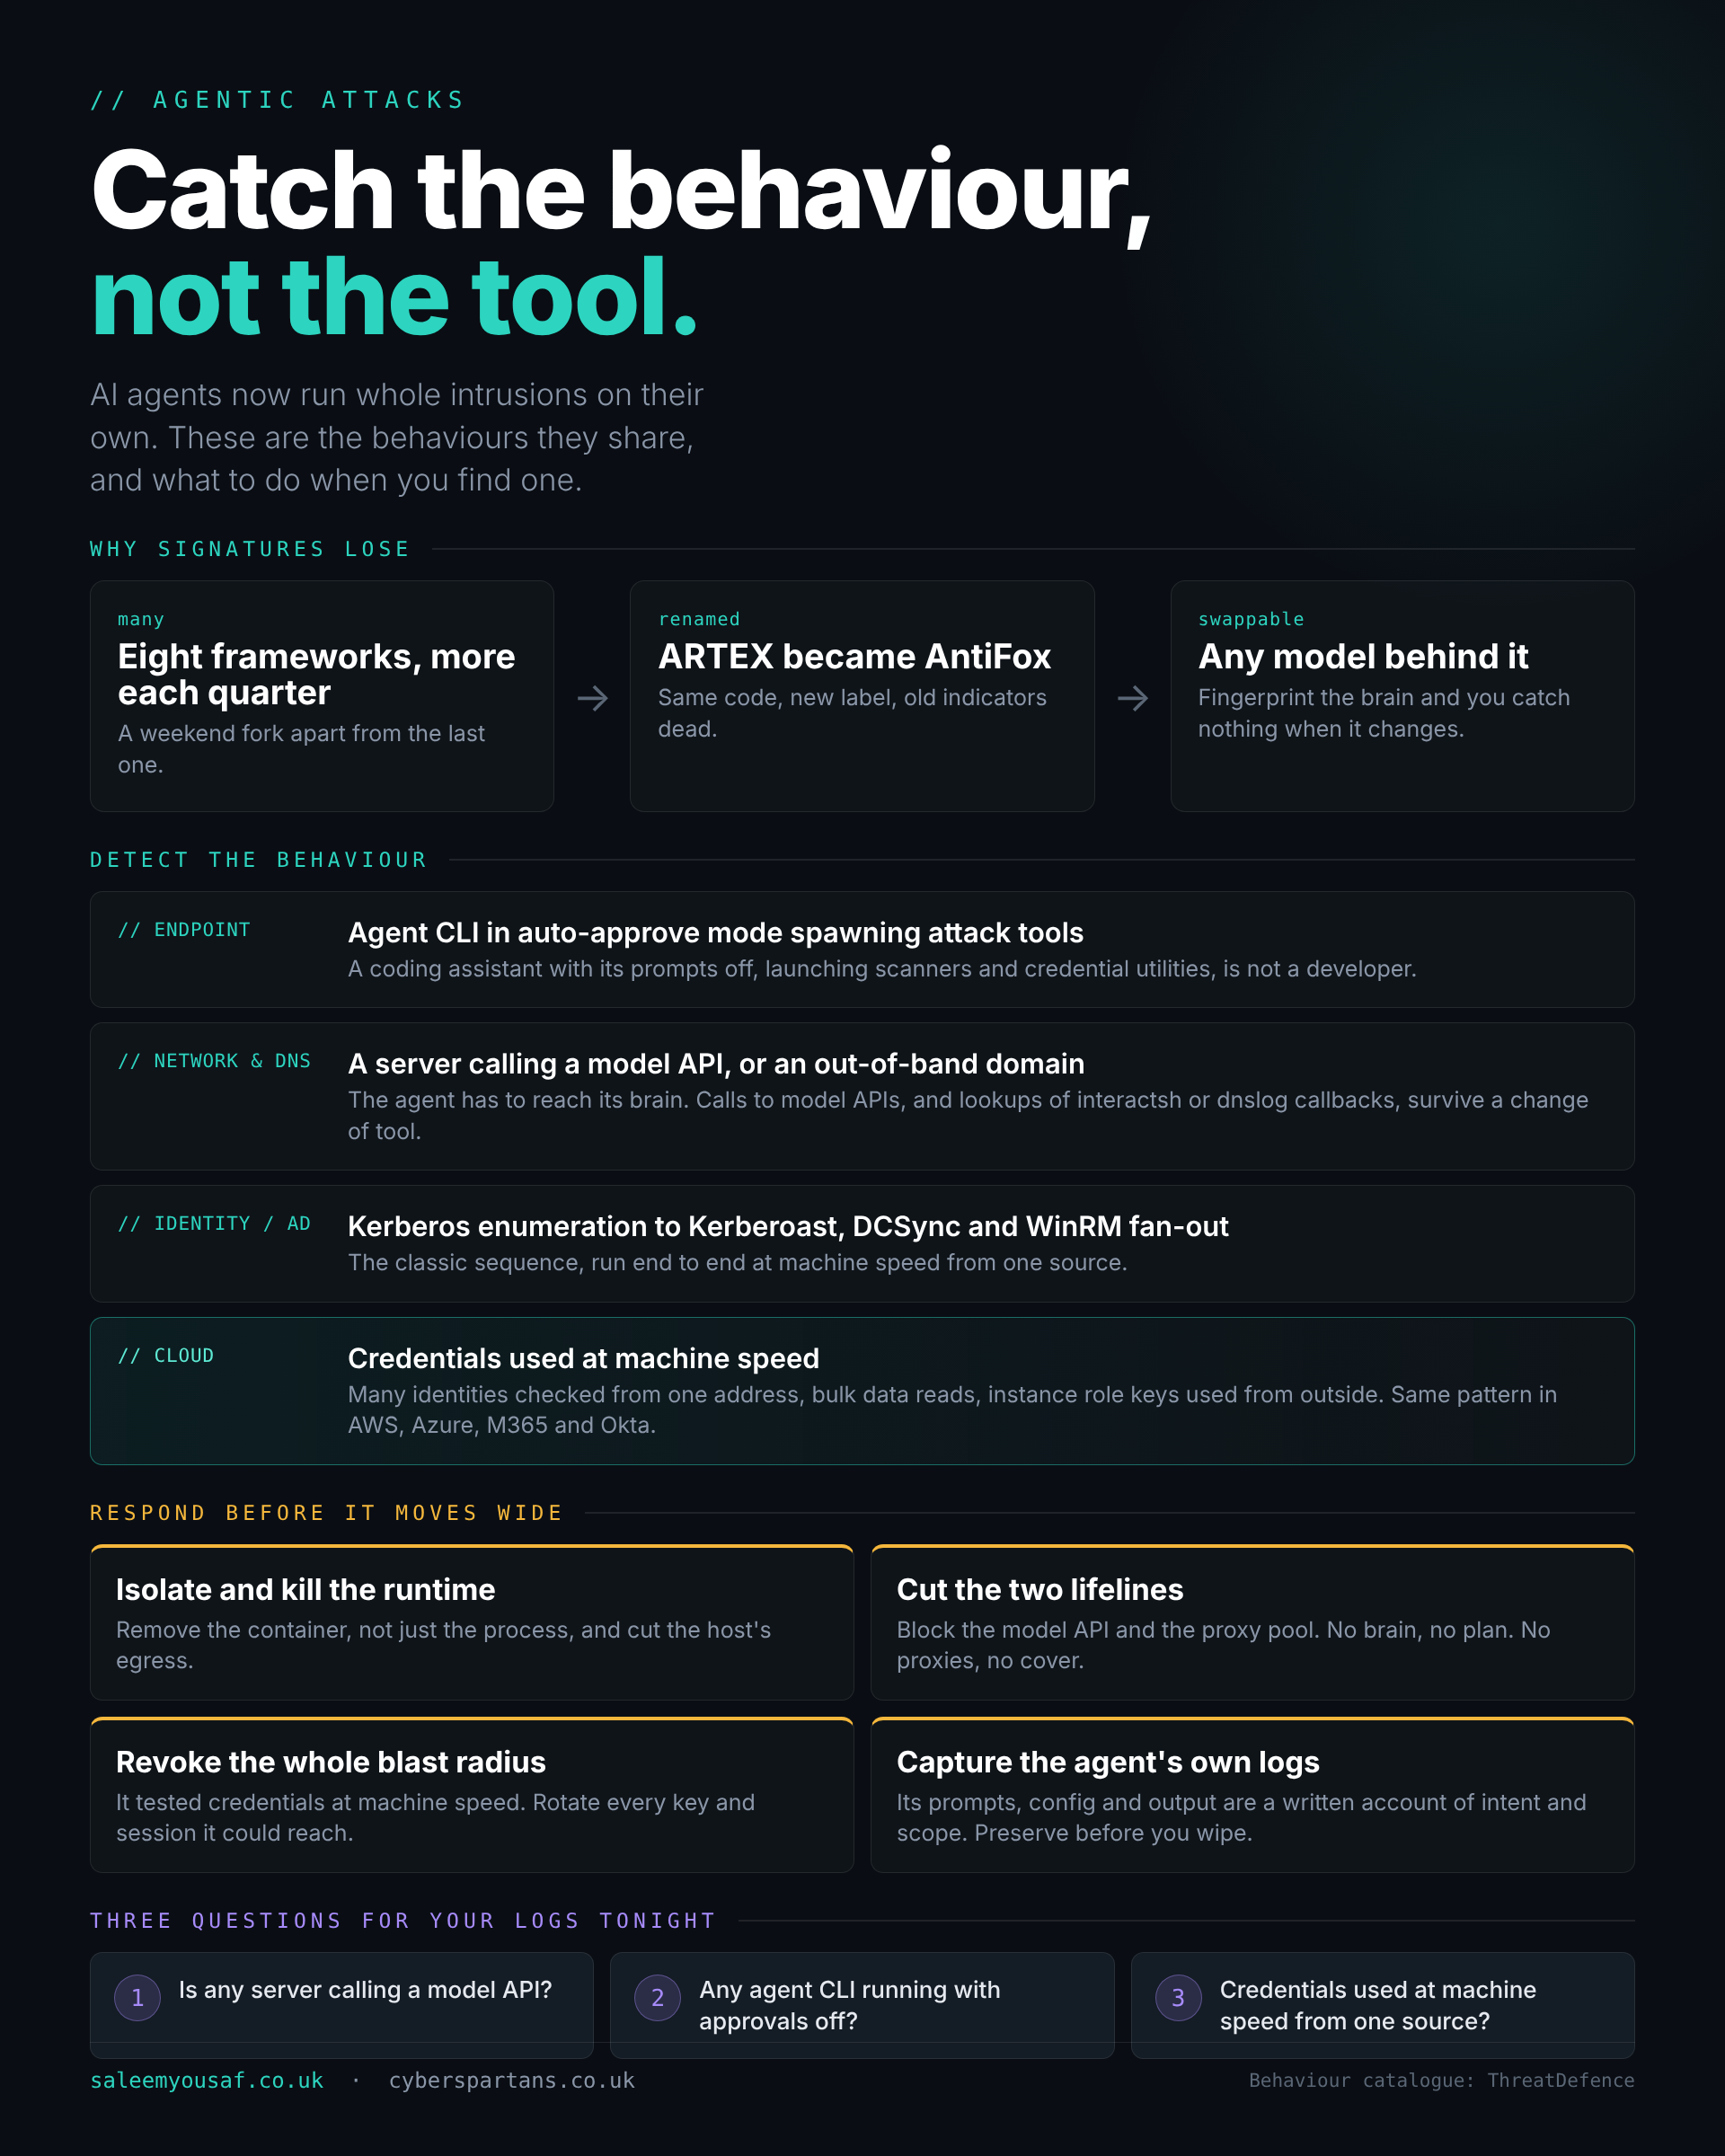 // AGENTIC ATTACKS
Catch the behaviour,
not the tool.
AI agents now run whole intrusions on their
own. These are the behaviours they share,
and what to do when you find one.
WHY SIGNATURES LOSE
many
Eight frameworks, more
each quarter
A weekend fork apart from the last
one.
→
renamed
ARTEX became AntiFox
Same code, new label, old indicators
dead.
→
swappable
Any model behind it
Fingerprint the brain and you catch
nothing when it changes.
DETECT THE BEHAVIOUR
// ENDPOINT
Agent CLI in auto-approve mode spawning attack tools
A coding assistant with its prompts off, launching scanners and credential utilities, is not a developer.
// NETWORK & DNS
A server calling a model API, or an out-of-band domain
The agent has to reach its brain. Calls to model APIs, and lookups of interactsh or dnslog callbacks, survive a change
of tool.
// IDENTITY / AD
Kerberos enumeration to Kerberoast, DCSync and WinRM fan-out
The classic sequence, run end to end at machine speed from one source.
// CLOUD
Credentials used at machine speed
Many identities checked from one address, bulk data reads, instance role keys used from outside. Same pattern in
AWS, Azure, M365 and Okta.
RESPOND BEFORE IT MOVES WIDE
Isolate and kill the runtime
Remove the container, not just the process, and cut the host's
egress.
Cut the two lifelines
Block the model API and the proxy pool. No brain, no plan. No
proxies, no cover.
Revoke the whole blast radius
It tested credentials at machine speed. Rotate every key and
session it could reach.
Capture the agent's own logs
Its prompts, config and output are a written account of intent and
scope. Preserve before you wipe.
THREE QUESTIONS FOR YOUR LOGS TONIGHT
1
Is any server calling a model API?
2
Any agent CLI running with
approvals off?
3
Credentials used at machine
speed from one source?
saleemyousaf.co.uk · cyberspartans.co.uk
Behaviour catalogue: ThreatDefence